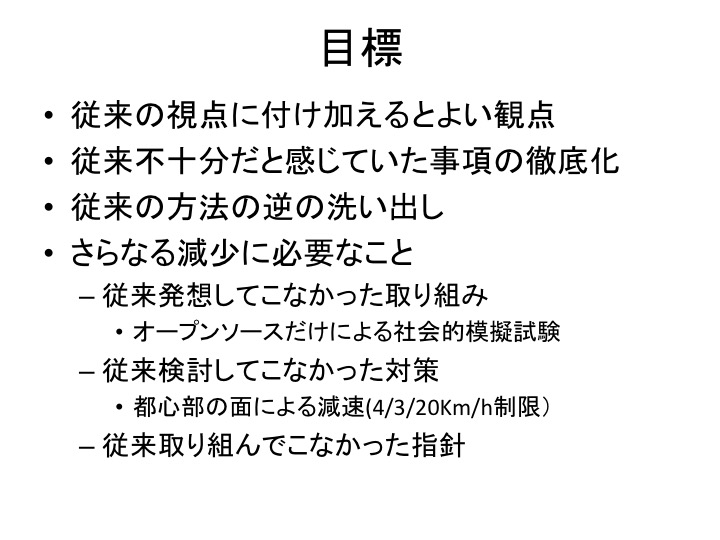 目標
• 従来の視点に付け加えるとよい観点
• 従来不十分だと感じていた事項の徹底化
• 従来の方法の逆の洗い出し
• さらなる減少に必要なこと
– 従来発想してこなかった取り組み
• オープンソースだけによる社会的模擬試験
– 従来検討してこなかった対策
• 都心部の面による減速(4/3/20Km/h制限）
– 従来取り組んでこなかった指針